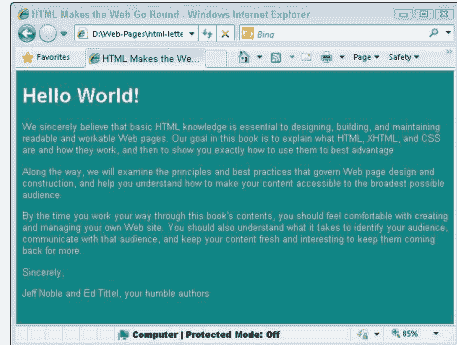 HTML Makes the Web Go Round - Windows Internet Explorer
D:\Web-Pages\html-lette
Bing
Favorites
HTML Makes the We...
Page
Safety
Hello World!
We sincerely believe that basic HTML knowledge is essential to designing, building, and maintaining
readable and workable Web pages. Our goal in this book is to explain what HTML, XHTML, and CSS
are and how they work, and then to show you exactly how to use them to best advantage
Along the way, we will examine the principles and best practices that govern Web page design and
construction, and help you understand how to make your content accessible to the broadest possible
audience
By the time you work your way through this book's contents, you should feel comfortable with creating
and managing your own Web site. You should also understand what it takes to identify your audience,
communicate with that audience, and keep your content fresh and interesting to keep them coming
back for more.
Sincerely,
Jeff Noble and Ed Tittel, your humble authors
Computer | Protected Mode: Off
85%